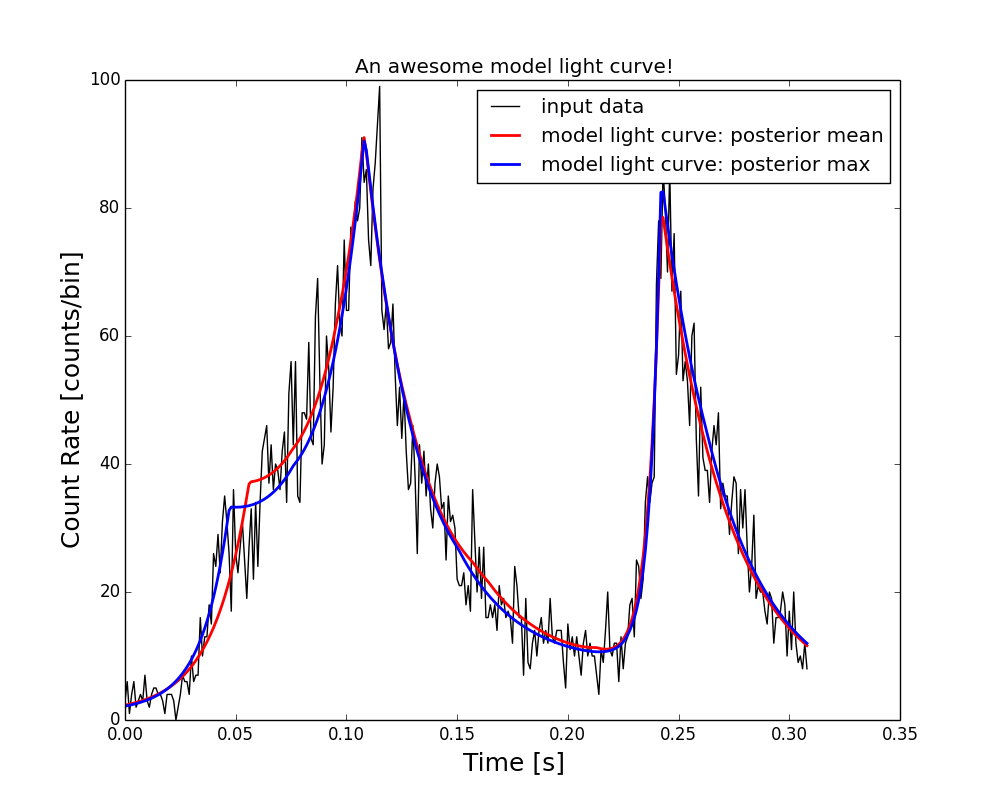 An awesome model light curve!
100
80
60
40
20
0
Count Rate [counts/bin]
input data
model light curve: posterior mean
model light curve: posterior max
0.00 0.05 0.10 0.15 0.20 0.25 0.30 0.35
Time [s]